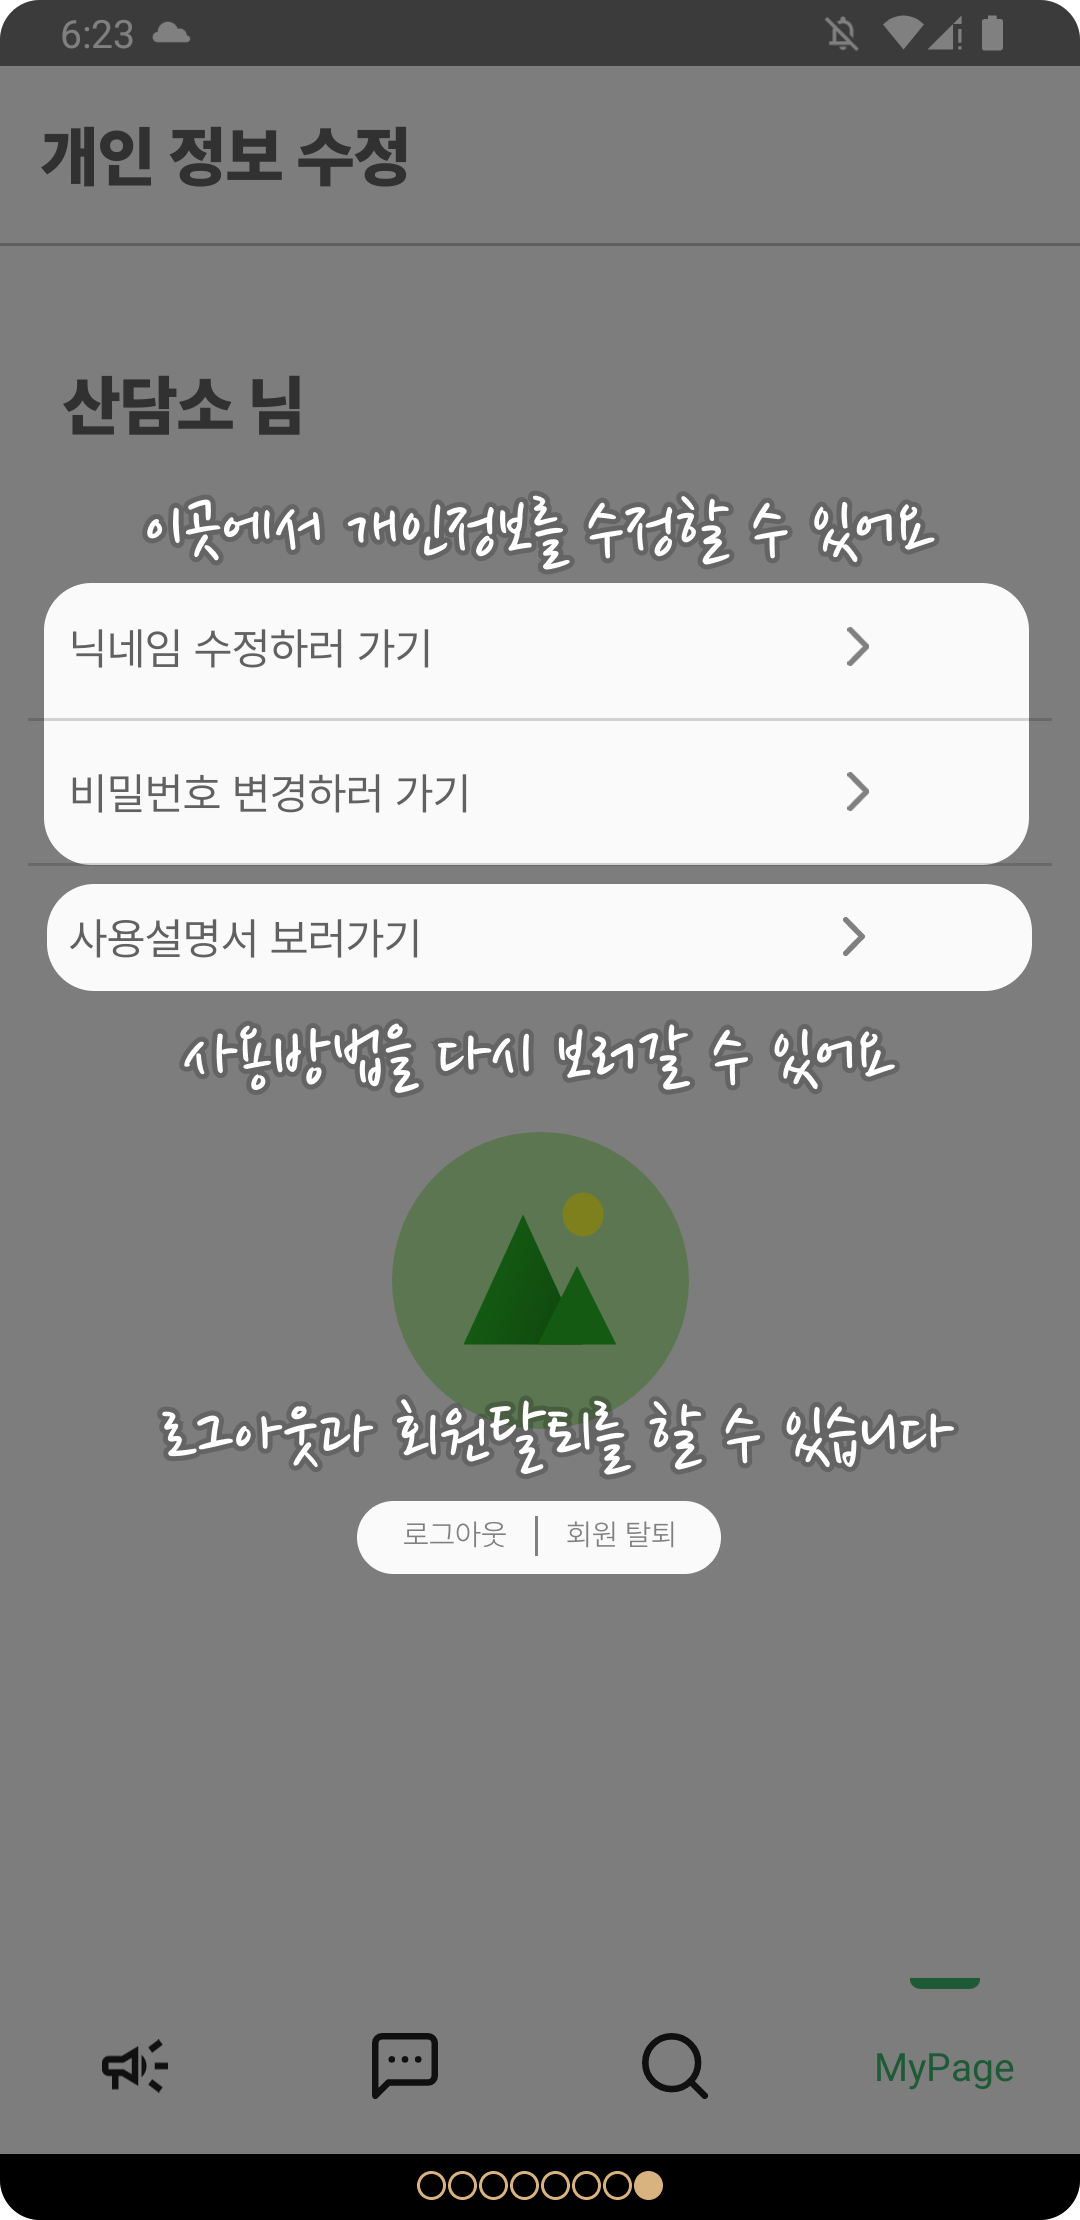 6:23
개인 정보 수정
산담소 님
이곳에서 개인정보를 수정할 수 있어요
닉네임 수정하러 가기
비밀번호 변경하러 가기
사용설명서 보러가기
사용방법을 다시 보러갈 수 있어요
로그아웃과 회원탈퇴를 할 수 있습니다
로그아웃 | 회원 탈퇴
MyPage